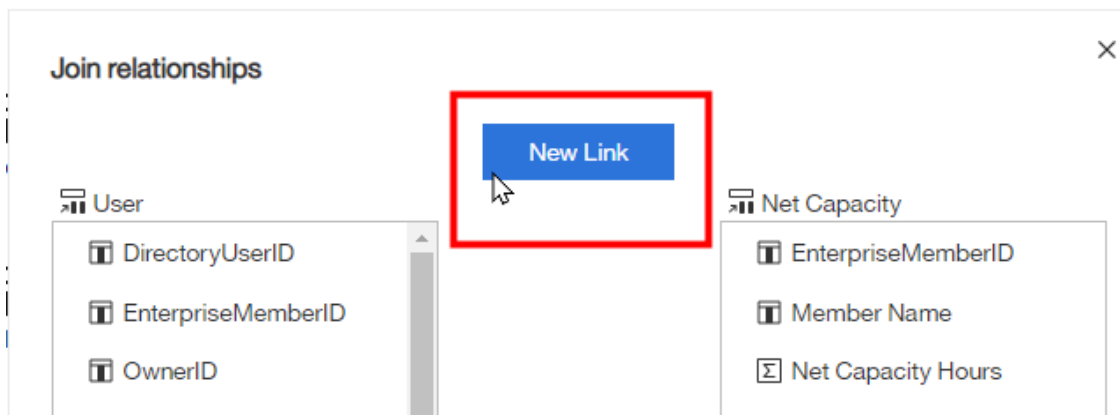 Join relationships
New Link
User
Net Capacity
DirectoryUserID
EnterpriseMemberID
OwnerID
EnterpriseMemberID
Member Name
Net Capacity Hours